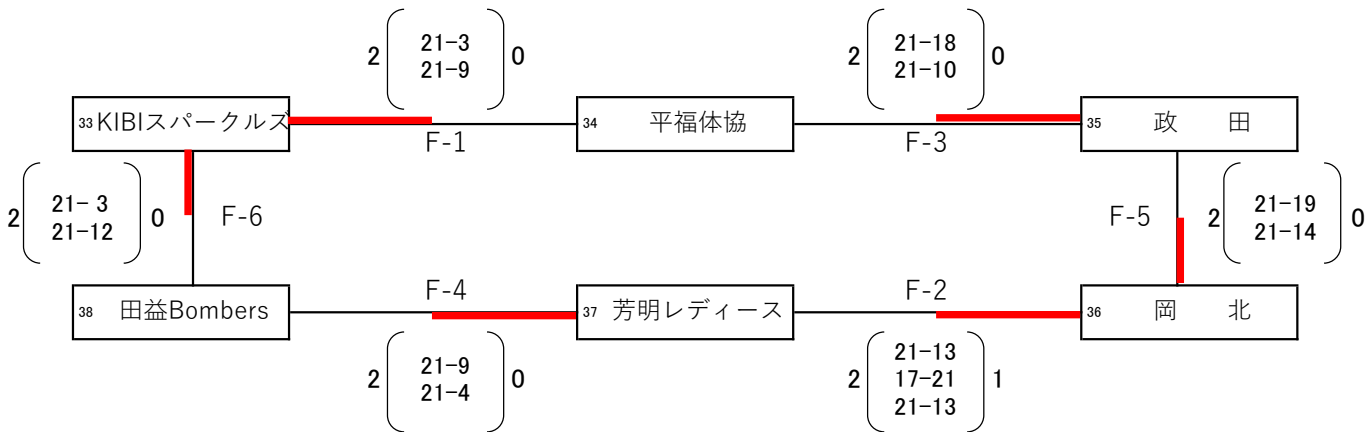 2 21-3 0
21-9
2 21-18 0
21-10
33 KIBIスパークルズ
34 平福体協
35 政 田
F-1
F-3
2 21- 3 0
21-12
F-6
F-5
2 21-19 0
21-14
38 田益Bombers
F-4
37 芳明レディース
F-2
36 岡 北
2 21-9 0
21-4
21-13
2 17-21 1
21-13